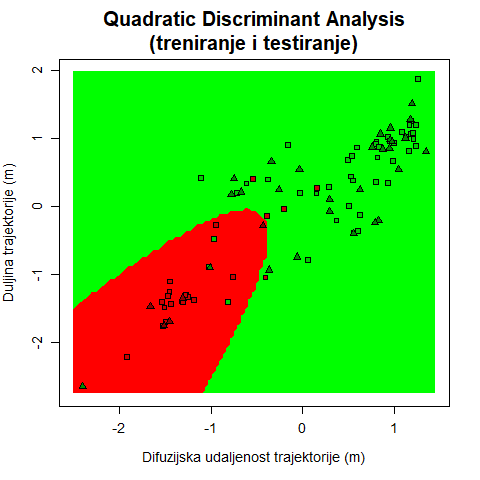 Quadratic Discriminant Analysis
(treniranje i testiranje)
Duljina trajektorije (m)
2
1
0
-1
-2
-2
-1
0
1
Difuzijska udaljenost trajektorije (m)